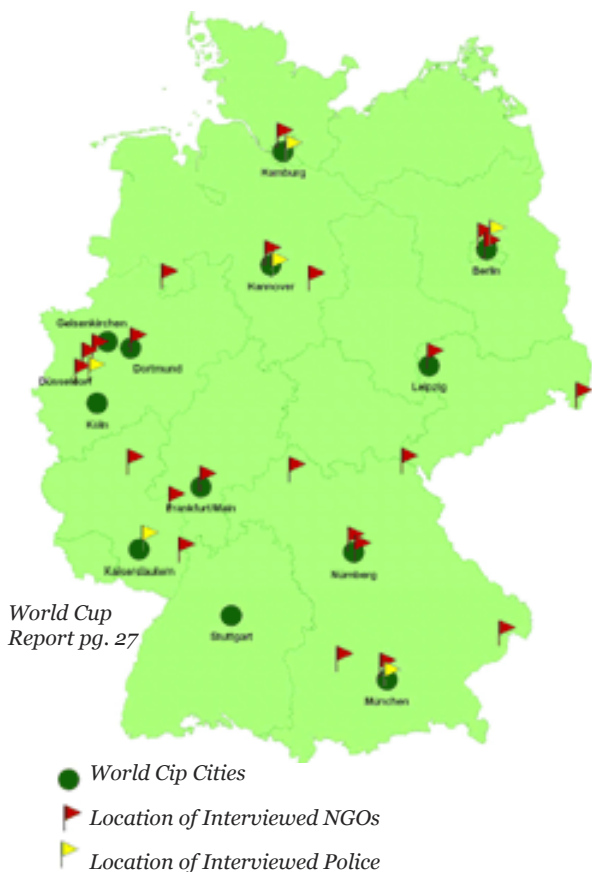 Hamburg
Berlin
Hannover
Gelsenkirchen
Dortmund
Düsseldorf
Leipzig
Köln
Frankfurt/Main
Kaiserslautern
Nürnberg
World Cup
Report pg. 27
Stuttgart
München
World Cip Cities
Location of Interviewed NGOs
Location of Interviewed Police